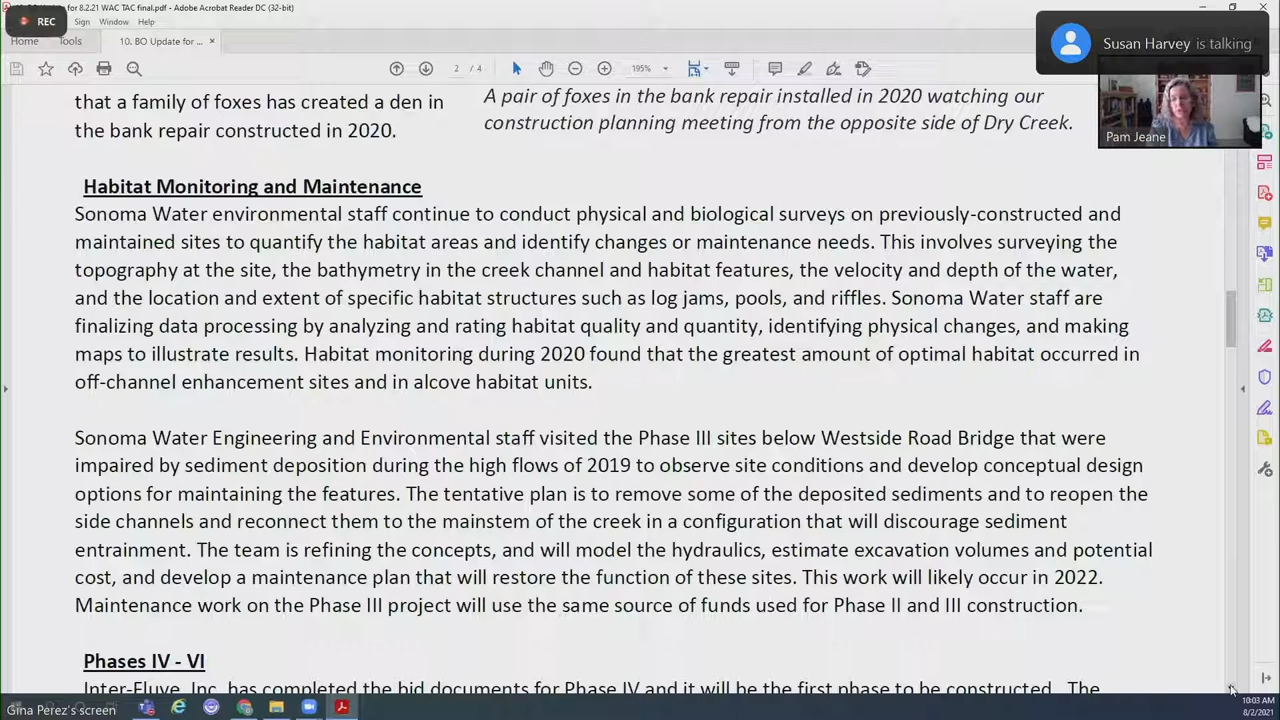 REC
for 8.2.21 WAC TAC final.pdf - Adobe Acrobat Reader DC (32-bit)
Sign Window Help
Home Tools 10. BO Update for ... ×
2 / 4 195%
Susan Harvey is talking
Pam Jeane
that a family of foxes has created a den in
the bank repair constructed in 2020.
A pair of foxes in the bank repair installed in 2020 watching our
construction planning meeting from the opposite side of Dry Creek.
Habitat Monitoring and Maintenance
Sonoma Water environmental staff continue to conduct physical and biological surveys on previously-constructed and
maintained sites to quantify the habitat areas and identify changes or maintenance needs. This involves surveying the
topography at the site, the bathymetry in the creek channel and habitat features, the velocity and depth of the water,
and the location and extent of specific habitat structures such as log jams, pools, and riffles. Sonoma Water staff are
finalizing data processing by analyzing and rating habitat quality and quantity, identifying physical changes, and making
maps to illustrate results. Habitat monitoring during 2020 found that the greatest amount of optimal habitat occurred in
off-channel enhancement sites and in alcove habitat units.
Sonoma Water Engineering and Environmental staff visited the Phase III sites below Westside Road Bridge that were
impaired by sediment deposition during the high flows of 2019 to observe site conditions and develop conceptual design
options for maintaining the features. The tentative plan is to remove some of the deposited sediments and to reopen the
side channels and reconnect them to the mainstem of the creek in a configuration that will discourage sediment
entrainment. The team is refining the concepts, and will model the hydraulics, estimate excavation volumes and potential
cost, and develop a maintenance plan that will restore the function of these sites. This work will likely occur in 2022.
Maintenance work on the Phase III project will use the same source of funds used for Phase II and III construction.
Phases IV - VI
Inter-Fluve, Inc. has completed the bid documents for Phase IV and it will be the first phase to be constructed. The
Gina Perez's screen
10:03 AM
8/2/2021